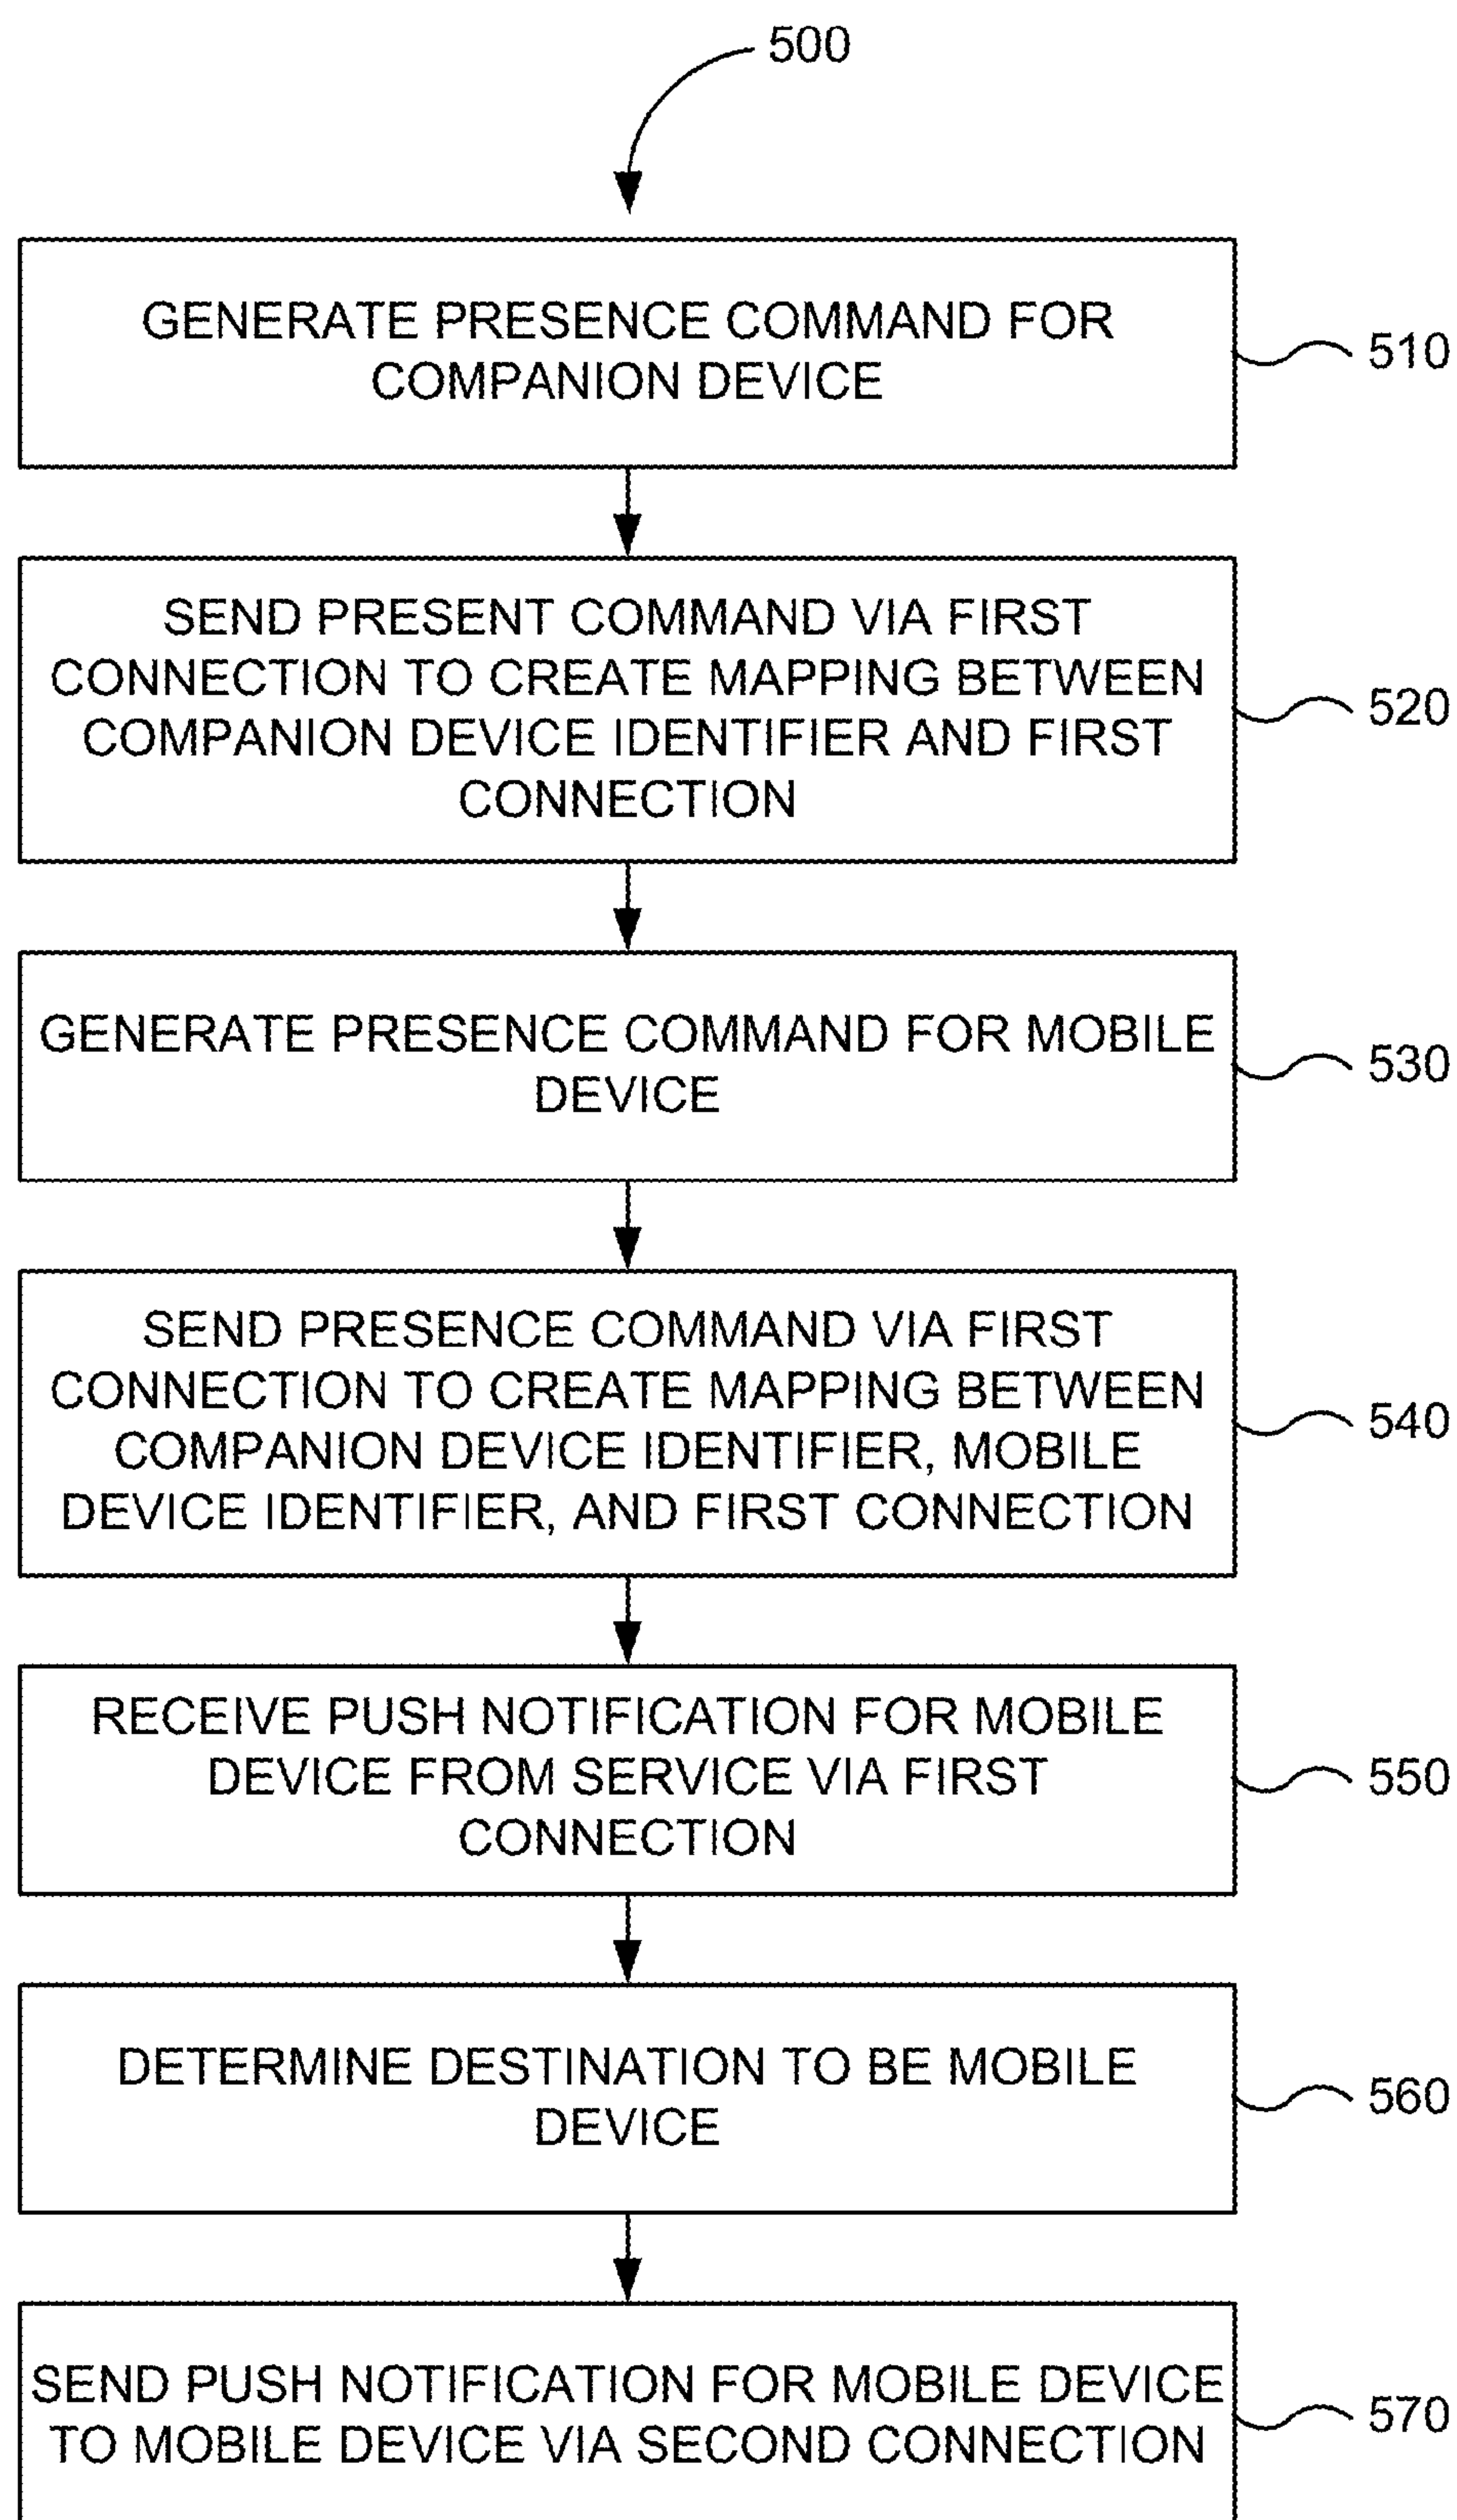 500
GENERATE PRESENCE COMMAND FOR
COMPANION DEVICE
510
SEND PRESENT COMMAND VIA FIRST
CONNECTION TO CREATE MAPPING BETWEEN
COMPANION DEVICE IDENTIFIER AND FIRST
CONNECTION
520
GENERATE PRESENCE COMMAND FOR MOBILE
DEVICE
530
SEND PRESENCE COMMAND VIA FIRST
CONNECTION TO CREATE MAPPING BETWEEN
COMPANION DEVICE IDENTIFIER, MOBILE
DEVICE IDENTIFIER, AND FIRST CONNECTION
540
RECEIVE PUSH NOTIFICATION FOR MOBILE
DEVICE FROM SERVICE VIA FIRST
CONNECTION
550
DETERMINE DESTINATION TO BE MOBILE
DEVICE
560
SEND PUSH NOTIFICATION FOR MOBILE DEVICE
TO MOBILE DEVICE VIA SECOND CONNECTION
570